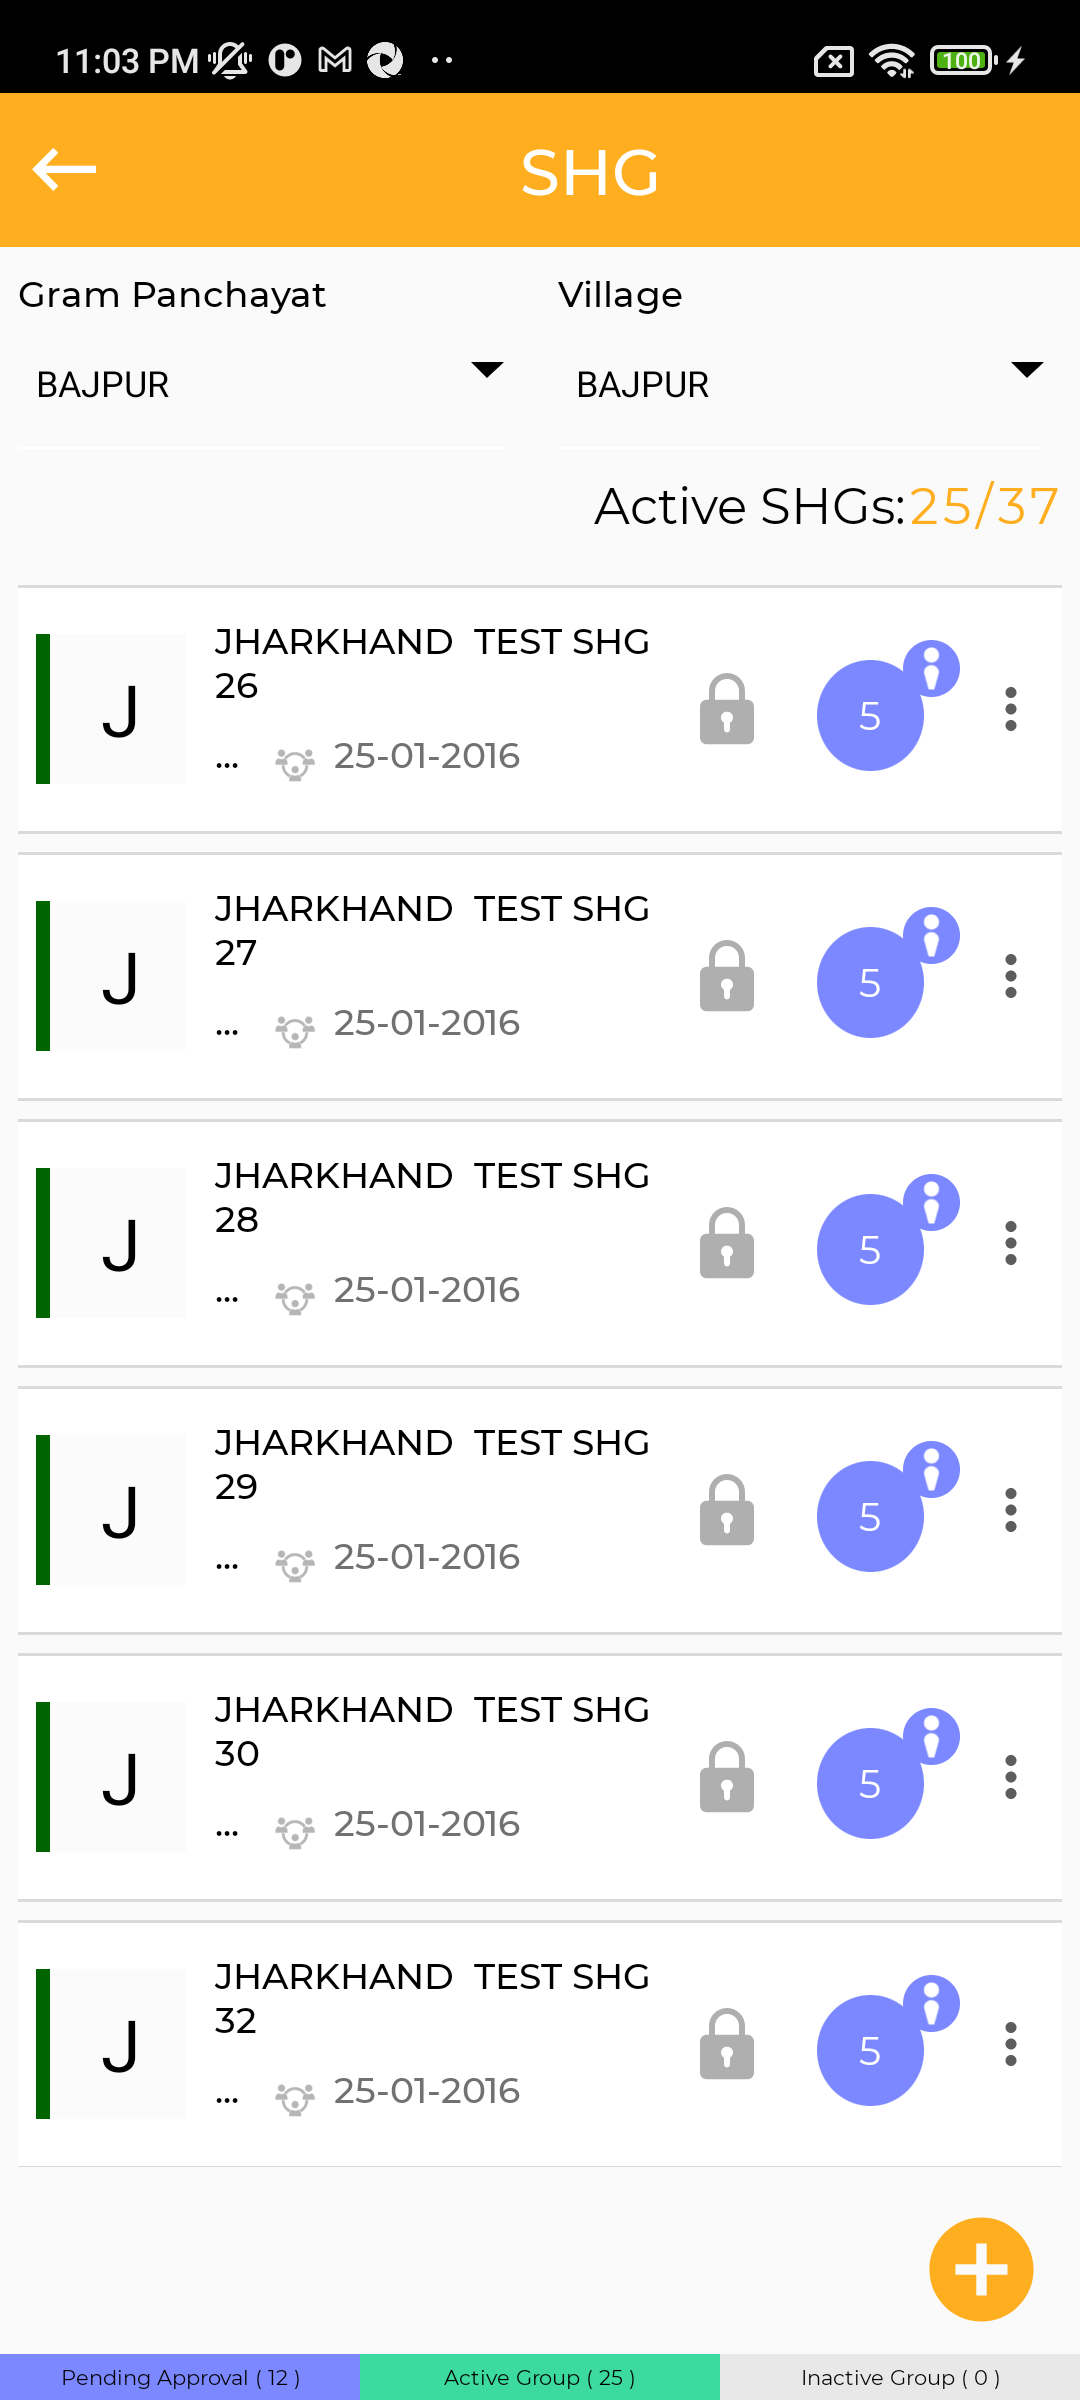 11:03 PM
100
SHG
Gram Panchayat
Village
BAJPUR
BAJPUR
Active SHGs:25/37
J
JHARKHAND  TEST SHG
26
... 25-01-2016
5
J
JHARKHAND  TEST SHG
27
... 25-01-2016
5
J
JHARKHAND  TEST SHG
28
... 25-01-2016
5
J
JHARKHAND  TEST SHG
29
... 25-01-2016
5
J
JHARKHAND  TEST SHG
30
... 25-01-2016
5
J
JHARKHAND  TEST SHG
32
... 25-01-2016
5
Pending Approval ( 12 )
Active Group ( 25 )
Inactive Group ( 0 )